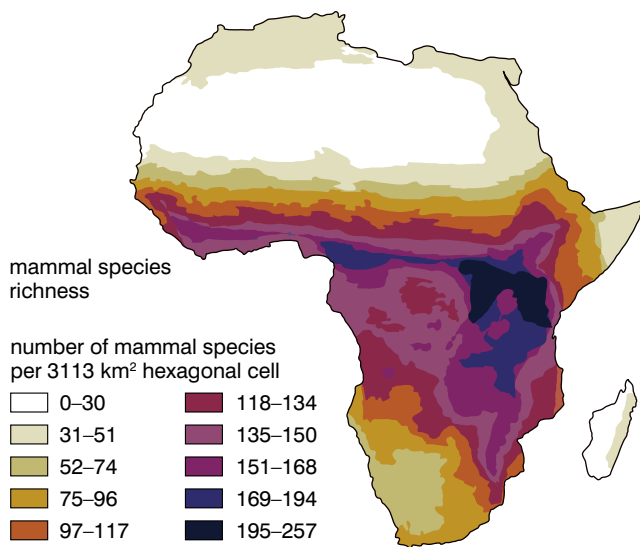 mammal species
richness
number of mammal species
per 3113 km² hexagonal cell
0–30
31–51
52–74
75–96
97–117
118–134
135–150
151–168
169–194
195–257